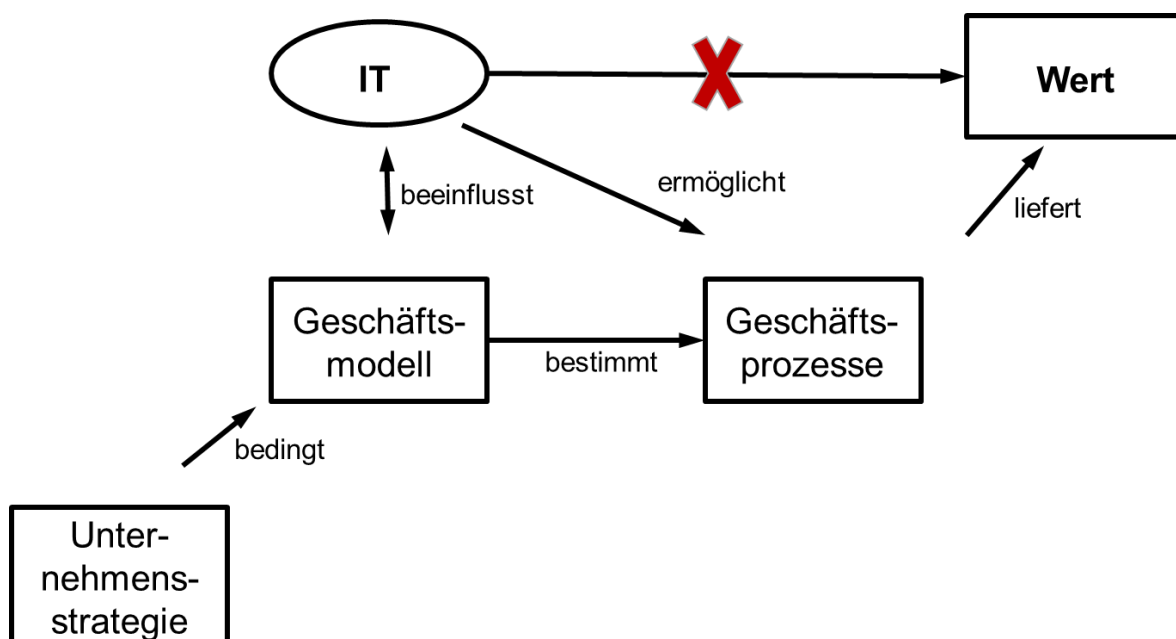 IT
Wert
beeinflusst
ermöglicht
liefert
Geschäfts-
modell
bestimmt
Geschäfts-
prozesse
bedingt
Unter-
nehmens-
strategie